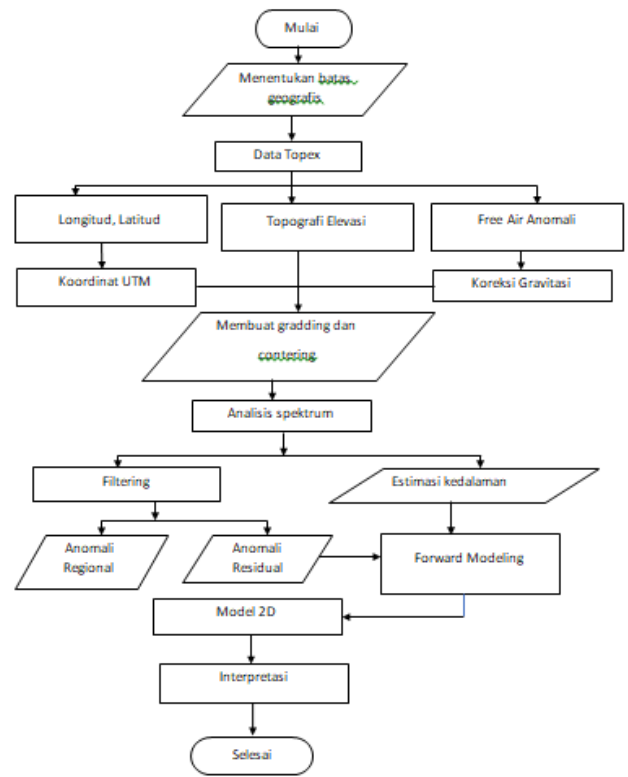 Mulai
Menentukan batas
geografis
Data Topex
Longitud, Latitud
Topografi Elevasi
Free Air Anomali
Koordinat UTM
Koreksi Gravitasi
Membuat gradding dan
contering
Analisis spektrum
Filtering
Estimasi kedalaman
Anomali
Regional
Anomali
Residual
Forward Modeling
Model 2D
Interpretasi
Selesai